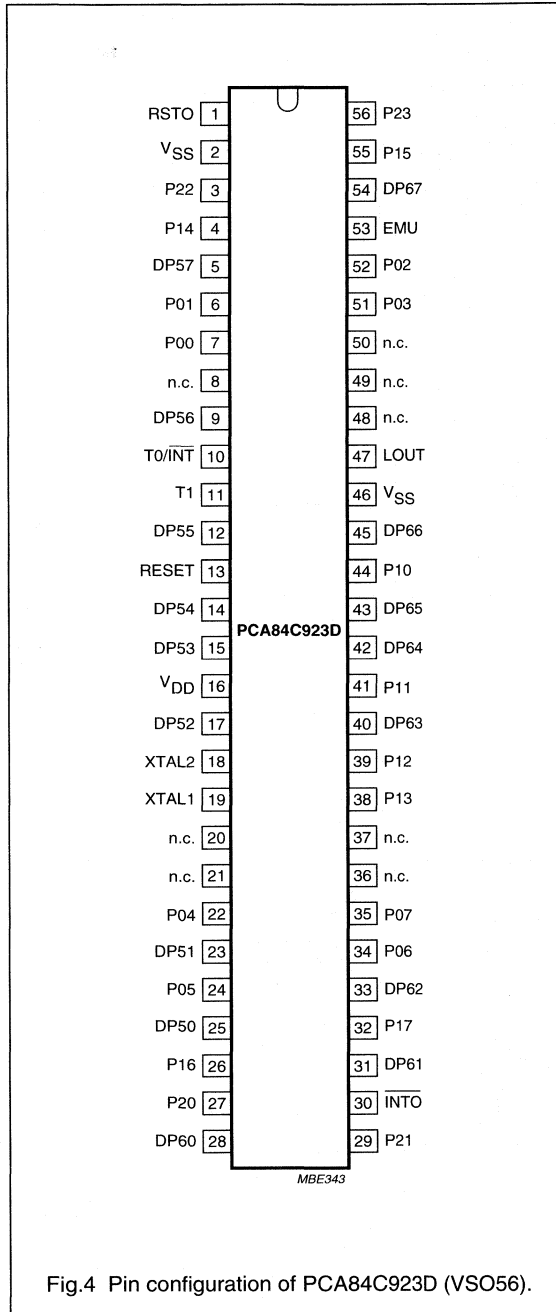 RSTO 1 56 P23
VSS 2 55 P15
P22 3 54 DP67
P14 4 53 EMU
DP57 5 52 P02
P01 6 51 P03
P00 7 50 n.c.
n.c. 8 49 n.c.
DP56 9 48 n.c.
T0/INT 10 47 LOUT
T1 11 46 VSS
DP55 12 45 DP66
RESET 13 44 P10
DP54 14 43 DP65
PCA84C923D
DP53 15 42 DP64
VDD 16 41 P11
DP52 17 40 DP63
XTAL2 18 39 P12
XTAL1 19 38 P13
n.c. 20 37 n.c.
n.c. 21 36 n.c.
P04 22 35 P07
DP51 23 34 P06
P05 24 33 DP62
DP50 25 32 P17
P16 26 31 DP61
P20 27 30 INTO
DP60 28 29 P21
MBE343
Fig.4 Pin configuration of PCA84C923D (VSO56).